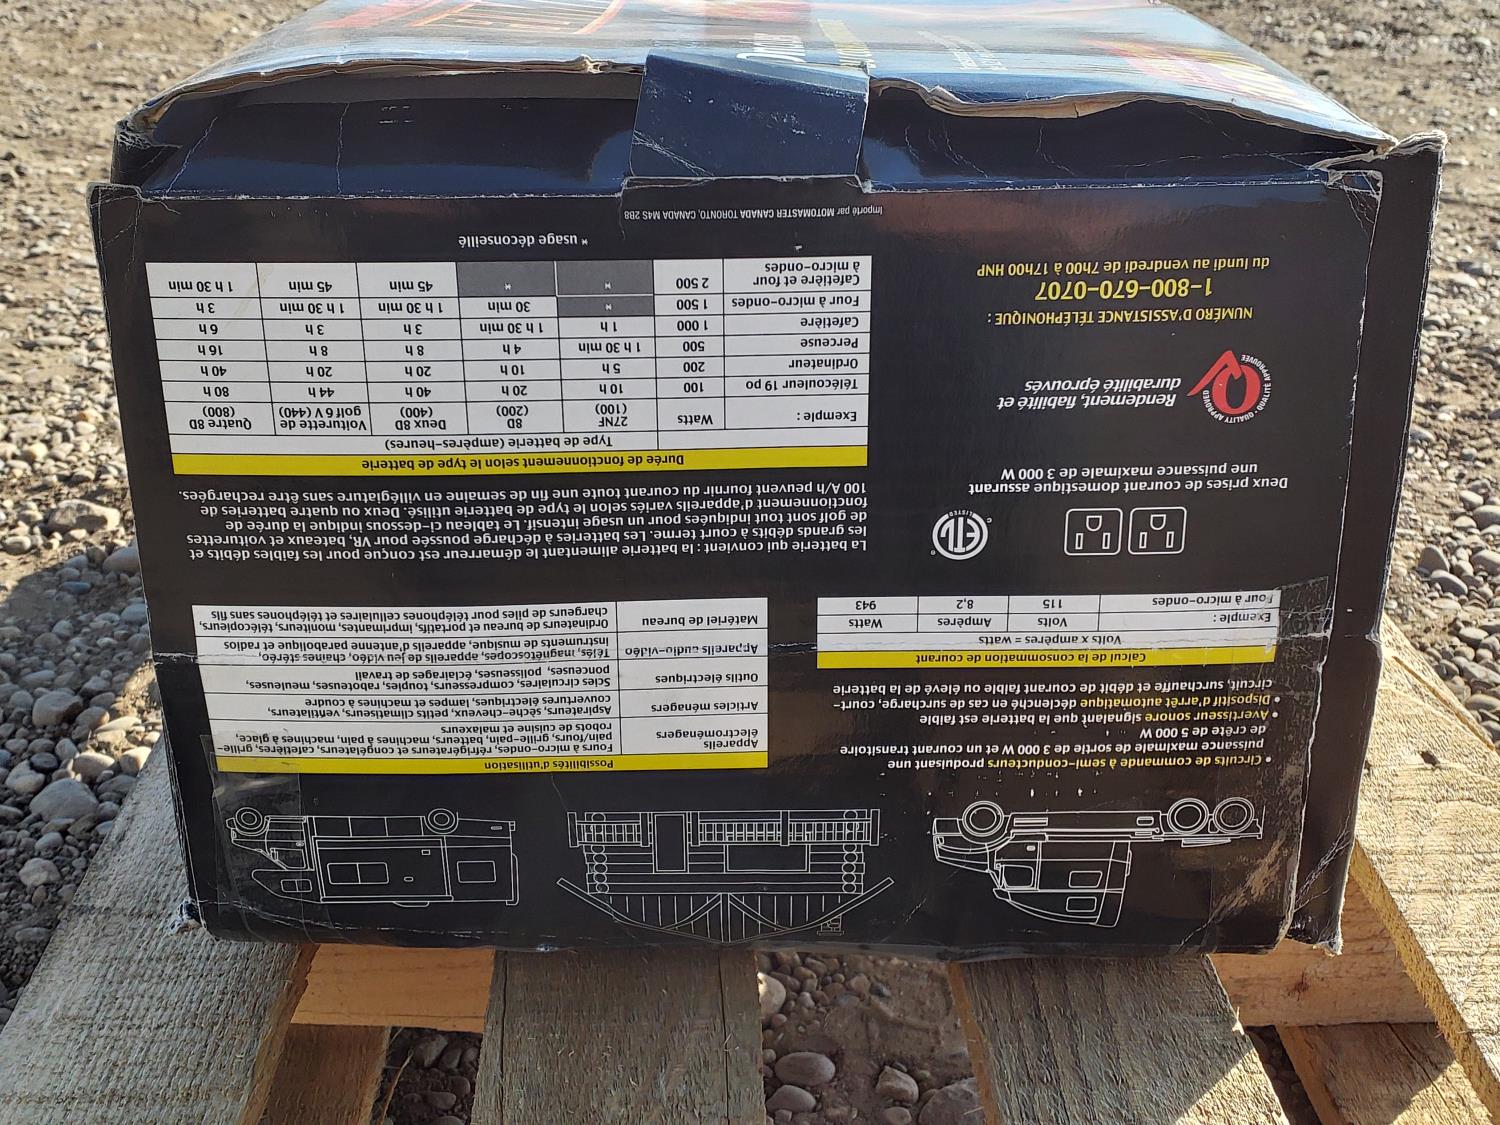 Possibilités d'utilisation
Appareils électroménagers
Fours à micro-ondes, réfrigérateurs et congélateurs, cafetières, grille-
pain/fours, grille-pain, batteurs, machines à pain, machines à glace,
robots de cuisine et malaxeurs
Articles ménagers
Aspirateurs, sèche-cheveux, petits climatiseurs, ventilateurs,
couvertures électriques, lampes et machines à coudre
Outils électriques
Scies circulaires, compresseurs, toupies, raboteuses, meuleuses,
ponceuses, polisseuses, éclairages de travail
Appareils audio-vidéo
Télés, magnétoscopes, appareils de jeu vidéo, chaînes stéréo,
instruments de musique, appareils d'antenne parabolique et radios
Matériel de bureau
Ordinateurs de bureau et portatifs, imprimantes, moniteurs, télécopieurs,
chargeurs de piles pour téléphones cellulaires et téléphones sans fils
• Circuits de commande à semi-conducteurs produisant une
puissance maximale de sortie de 3 000 W et un courant transitoire
de crête de 5 000 W
• Avertisseur sonore signalant que la batterie est faible
• Dispositif d'arrêt automatique déclenché en cas de surcharge, court-
circuit, surchauffe et débit de courant faible ou élevé de la batterie
Calcul de la consommation de courant
Volts x ampères = watts
Exemple : Volts Ampères Watts
Four à micro-ondes 115 8,2 943
La batterie qui convient : la batterie alimentant le démarreur est conçue pour les faibles débits et
les grands débits à court terme. Les batteries à décharge poussée pour VR, bateaux et voiturettes
de golf sont tout indiquées pour un usage intensif. Le tableau ci-dessous indique la durée de
fonctionnement d'appareils variés selon le type de batterie utilisé. Deux ou quatre batteries de
100 A/h peuvent fournir du courant toute une fin de semaine en villégiature sans être rechargées.
C ETL ®
LISTED
Deux prises de courant domestique assurant
une puissance maximale de 3 000 W
Durée de fonctionnement selon le type de batterie
Type de batterie (ampères-heures)
Exemple : Watts 27NF (100) 8D (200) Deux 8D (400) Voiturette de golf 6 V (440) Quatre 8D (800)
Télécouleur 19 po 100 10 h 20 h 40 h 44 h 80 h
Ordinateur 200 5 h 10 h 20 h 20 h 40 h
Perceuse 500 1 h 30 min 4 h 8 h 8 h 16 h
Cafetière 1 000 1 h 1 h 30 min 3 h 3 h 6 h
Four à micro-ondes 1 500 * 30 min 1 h 30 min 1 h 30 min 3 h
Cafetière et four à micro-ondes 2 500 * * 45 min 45 min 1 h 30 min
* usage déconseillé
QUALITY APPROVED • QUALITÉ APPROUVÉE
Rendement, fiabilité et
durabilité éprouvés
NUMÉRO D'ASSISTANCE TÉLÉPHONIQUE :
1-800-670-0707
du lundi au vendredi de 7h00 à 17h00 HNP
Importé par MOTOMASTER CANADA TORONTO, CANADA M4S 2B8